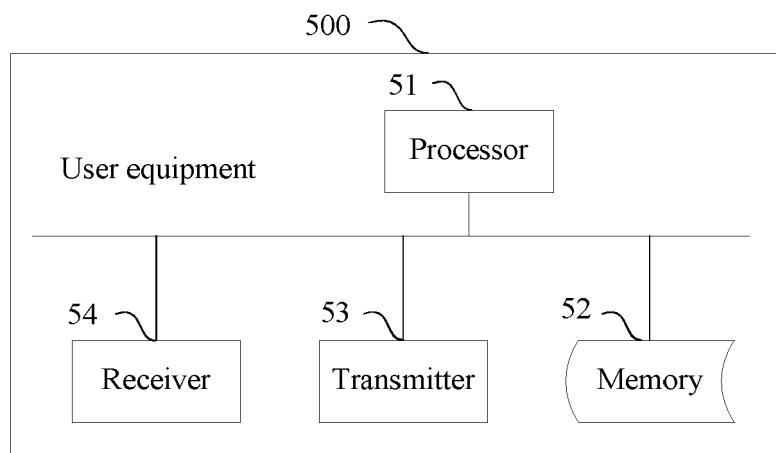 500
51
Processor
User equipment
54
53
52
Receiver
Transmitter
Memory